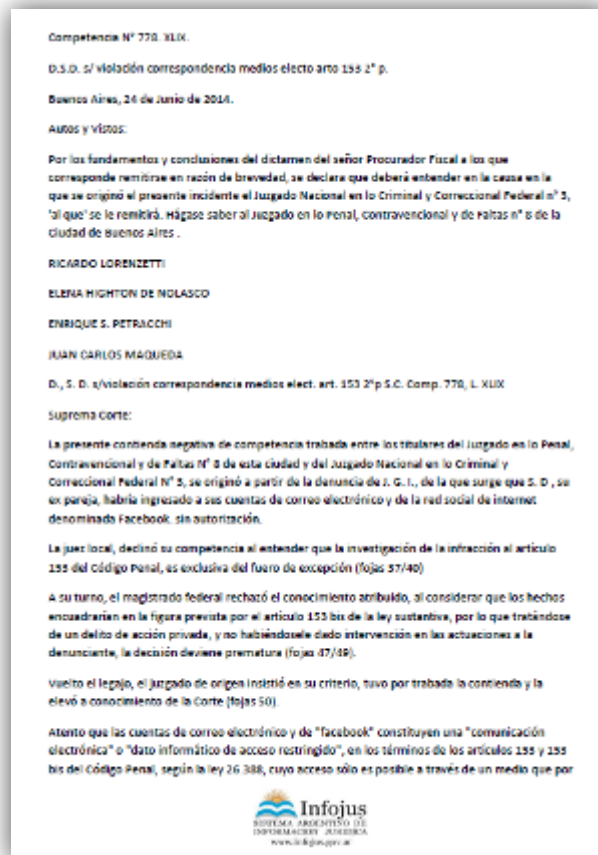 Competencia N° 778. XLIX.
D.S.D. s/ violación correspondencia medios electo arto 153 2° p.
Buenos Aires, 24 de Junio de 2014.
Autos y Vistos:
Por los fundamentos y conclusiones del dictamen del señor Procurador Fiscal a los que
corresponde remitirse en razón de brevedad, se declara que deberá entender en la causa en la
que se originó el presente incidente el Juzgado Nacional en lo Criminal y Correccional Federal n° 5,
'al que' se le remitirá. Hágase saber al Juzgado en lo Penal, Contravencional y de Faltas n° 8 de la
Ciudad de Buenos Aires .
RICARDO LORENZETTI
ELENA HIGHTON DE NOLASCO
ENRIQUE S. PETRACCHI
JUAN CARLOS MAQUEDA
D., S. D. s/violación correspondencia medios elect. art. 153 2°p S.C. Comp. 778, L. XLIX
Suprema Corte:
La presente contienda negativa de competencia trabada entre los titulares del Juzgado en lo Penal,
Contravencional y de Faltas N° 8 de esta ciudad y del Juzgado Nacional en lo Criminal y
Correccional Federal N° 5, se originó a partir de la denuncia de J. G. I., de la que surge que S. D , su
ex pareja, habría ingresado a sus cuentas de correo electrónico y de la red social de internet
denominada Facebook. sin autorización.
La juez local, declinó su competencia al entender que la investigación de la infracción al artículo
153 del Código Penal, es exclusiva del fuero de excepción (fojas 37/40)
A su turno, el magistrado federal rechazó el conocimiento atribuido, al considerar que los hechos
encuadrarían en la figura prevista por el artículo 153 bis de la ley sustantiva, por lo que tratándose
de un delito de acción privada, y no habiéndosele dado intervención en las actuaciones a la
denunciante, la decisión deviene prematura (fojas 47/49).
Vuelto el legajo, el juzgado de origen insistió en su criterio, tuvo por trabada la contienda y la
elevó a conocimiento de la Corte (fojas 50).
Atento que las cuentas de correo electrónico y de "facebook" constituyen una "comunicación
electrónica" o "dato informático de acceso restringido", en los términos de los artículos 153 y 153
bis del Código Penal, según la ley 26 388, cuyo acceso sólo es posible a través de un medio que por
Infojus
SISTEMA ARGENTINO DE
INFORMACIÓN JURÍDICA
www.infojus.gov.ar